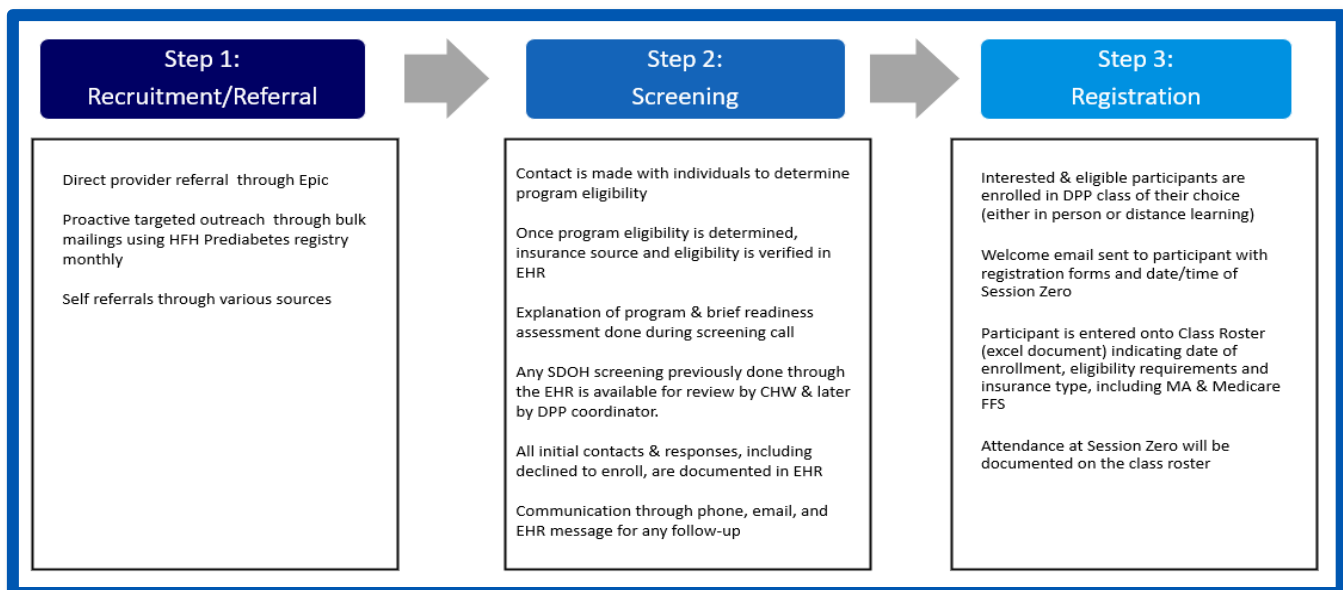 Step 1:
Recruitment/Referral
Direct provider referral through Epic
Proactive targeted outreach through bulk
mailings using HFH Prediabetes registry
monthly
Self referrals through various sources
Step 2:
Screening
Contact is made with individuals to determine
program eligibility
Once program eligibility is determined,
insurance source and eligibility is verified in
EHR
Explanation of program & brief readiness
assessment done during screening call
Any SDOH screening previously done through
the EHR is available for review by CHW & later
by DPP coordinator.
All initial contacts & responses, including
declined to enroll, are documented in EHR
Communication through phone, email, and
EHR message for any follow-up
Step 3:
Registration
Interested & eligible participants are
enrolled in DPP class of their choice
(either in person or distance learning)
Welcome email sent to participant with
registration forms and date/time of
Session Zero
Participant is entered onto Class Roster
(excel document) indicating date of
enrollment, eligibility requirements and
insurance type, including MA & Medicare
FFS
Attendance at Session Zero will be
documented on the class roster